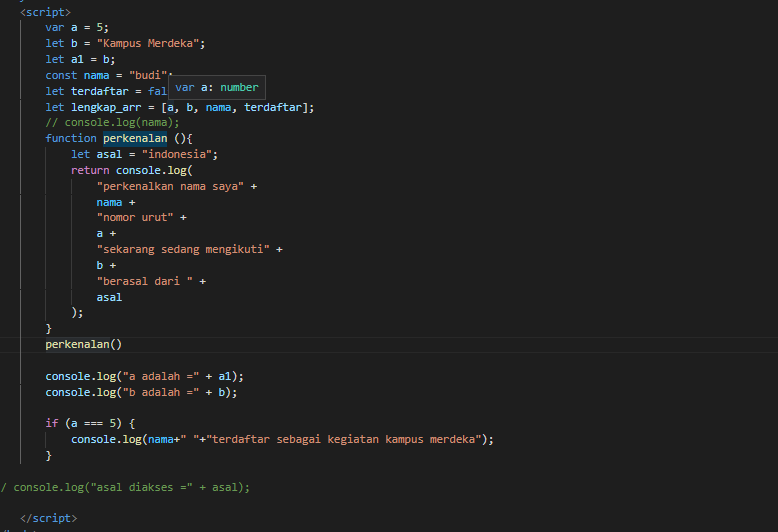 <script>
var a = 5;
let b = "Kampus Merdeka";
let a1 = b;
const nama = "budi";
let terdaftar = fal
var a: number
let lengkap_arr = [a, b, nama, terdaftar];
// console.log(nama);
function perkenalan (){
let asal = "indonesia";
return console.log(
"perkenalkan nama saya" +
nama +
"nomor urut" +
a +
"sekarang sedang mengikuti" +
b +
"berasal dari " +
asal
);
}
perkenalan()
console.log("a adalah =" + a1);
console.log("b adalah =" + b);
if (a === 5) {
console.log(nama+" "+"terdaftar sebagai kegiatan kampus merdeka");
}
/ console.log("asal diakses =" + asal);
</script>